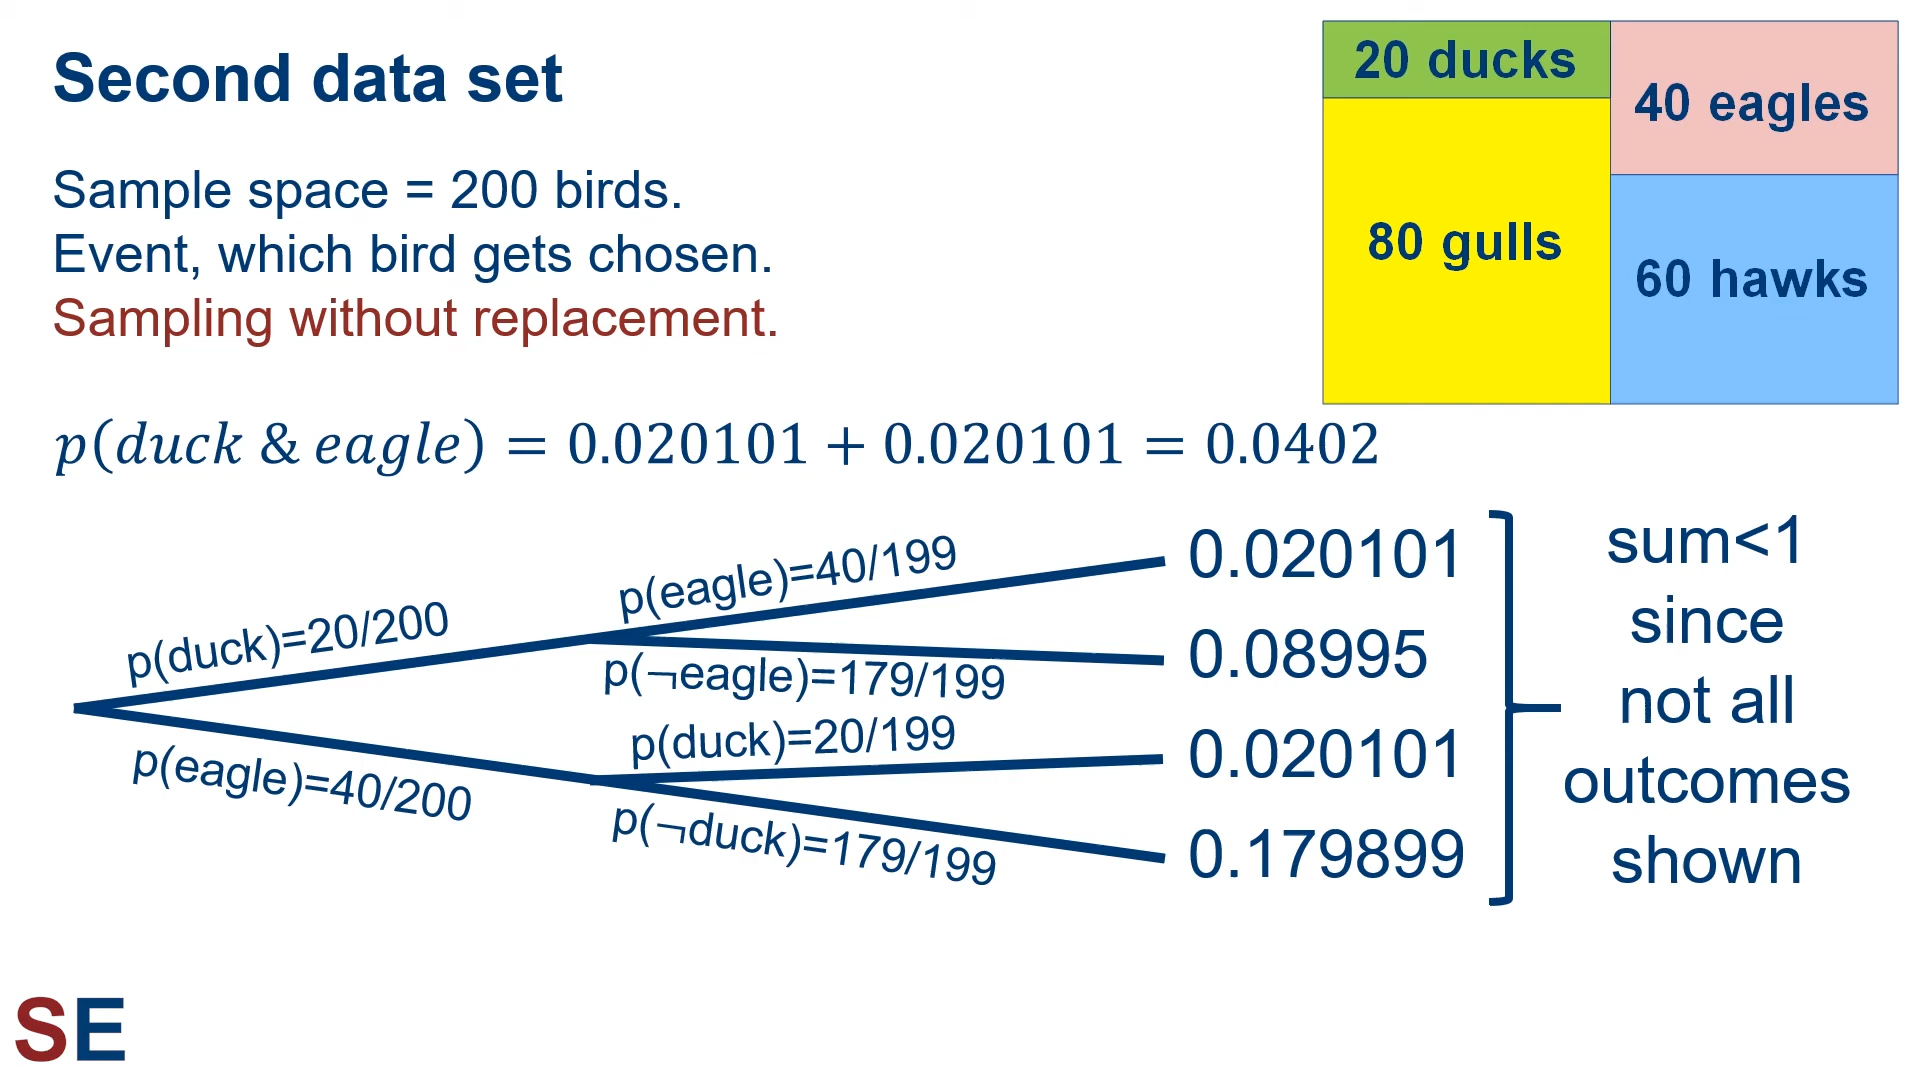 Second data set
20 ducks
40 eagles
80 gulls
60 hawks
Sample space = 200 birds.
Event, which bird gets chosen.
Sampling without replacement.
p(duck & eagle) = 0.020101 + 0.020101 = 0.0402
p(duck)=20/200
p(eagle)=40/200
p(eagle)=40/199
p(¬eagle)=179/199
p(duck)=20/199
p(¬duck)=179/199
0.020101
0.08995
0.020101
0.179899
sum<1
since
not all
outcomes
shown
SE